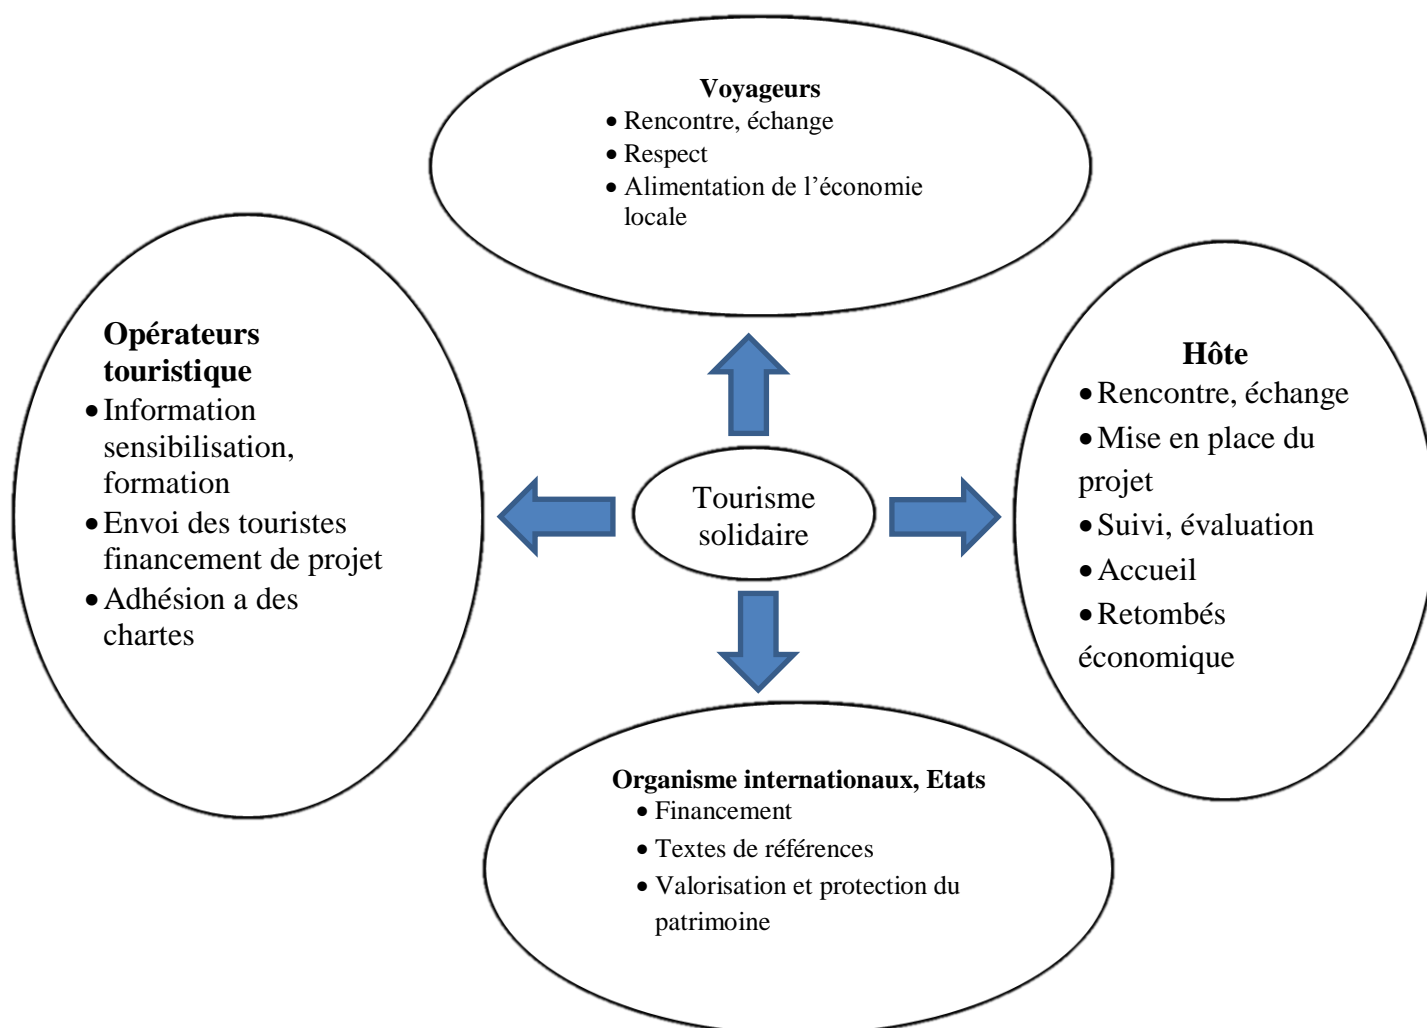 Voyageurs
• Rencontre, échange
• Respect
• Alimentation de l’économie
locale
Opérateurs
touristique
• Information
sensibilisation,
formation
• Envoi des touristes
financement de projet
• Adhésion a des
chartes
Tourisme
solidaire
Hôte
• Rencontre, échange
• Mise en place du
projet
• Suivi, évaluation
• Accueil
• Retombés
économique
Organisme internationaux, Etats
• Financement
• Textes de références
• Valorisation et protection du
patrimoine